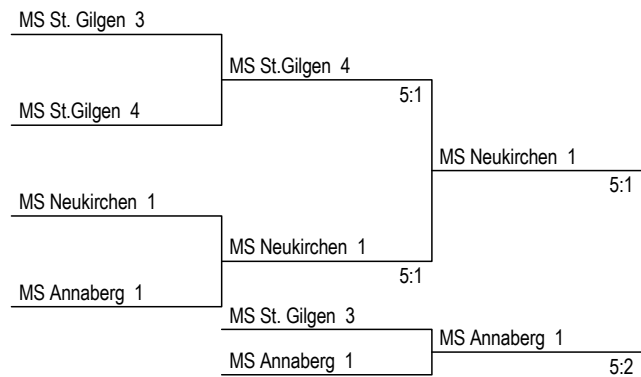 MS St. Gilgen 3
MS St.Gilgen 4
5:1
MS St.Gilgen 4
MS Neukirchen 1
5:1
MS Neukirchen 1
MS Neukirchen 1
5:1
MS Annaberg 1
MS St. Gilgen 3
MS Annaberg 1
5:2
MS Annaberg 1